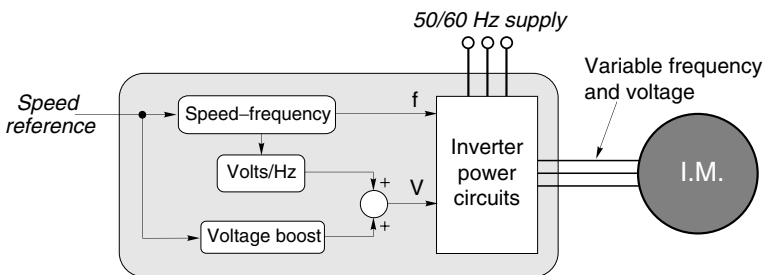 50/60 Hz supply
Variable frequency
and voltage
Speed
reference
Speed–frequency
f
Volts/Hz
+
V
+
Voltage boost
Inverter
power
circuits
I.M.